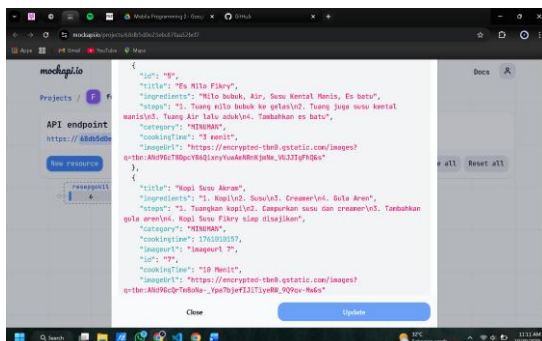 Mobile Programming 2 - Goog
GitHub
mockapi.io/projects/
Apps
Gmail
YouTube
Maps
mockapi.io
Docs
Projects / F
API endpoint
https://
New resource
Reset all
{
"id": "5",
"title": "Es Milo Fikry",
"ingredients": "Milo bubuk, Air, Susu Kental Manis, Es batu",
"steps": "1. Tuang milo bubuk ke gelas\n2. Tuang juga susu kental
manis\n3. Tuang Air lalu aduk\n4. Tambahkan es batu",
"category": "MINUMAN",
"cookingTime": "3 menit",
"imageUrl": "https://encrypted-tbn0.gstatic.com/images?
},
{
"title": "Kopi Susu Akram",
"ingredients": "1. Kopi\n2. Susu\n3. Creamer\n4. Gula Aren",
"steps": "1. Tuangkan kopi\n2. Campurkan susu dan creamer\n3. Tambahkan
gula aren\n4. Kopi Susu Fikry siap disajikan",
"category": "MINUMAN",
"cookingtime": 1761010157,
"imageurl": "imageurl 7",
"id": "7",
"cookingTime": "10 Menit",
"imageUrl": "https://encrypted-tbn0.gstatic.com/images?
Close
Update
Search
32°C
11:11 AM